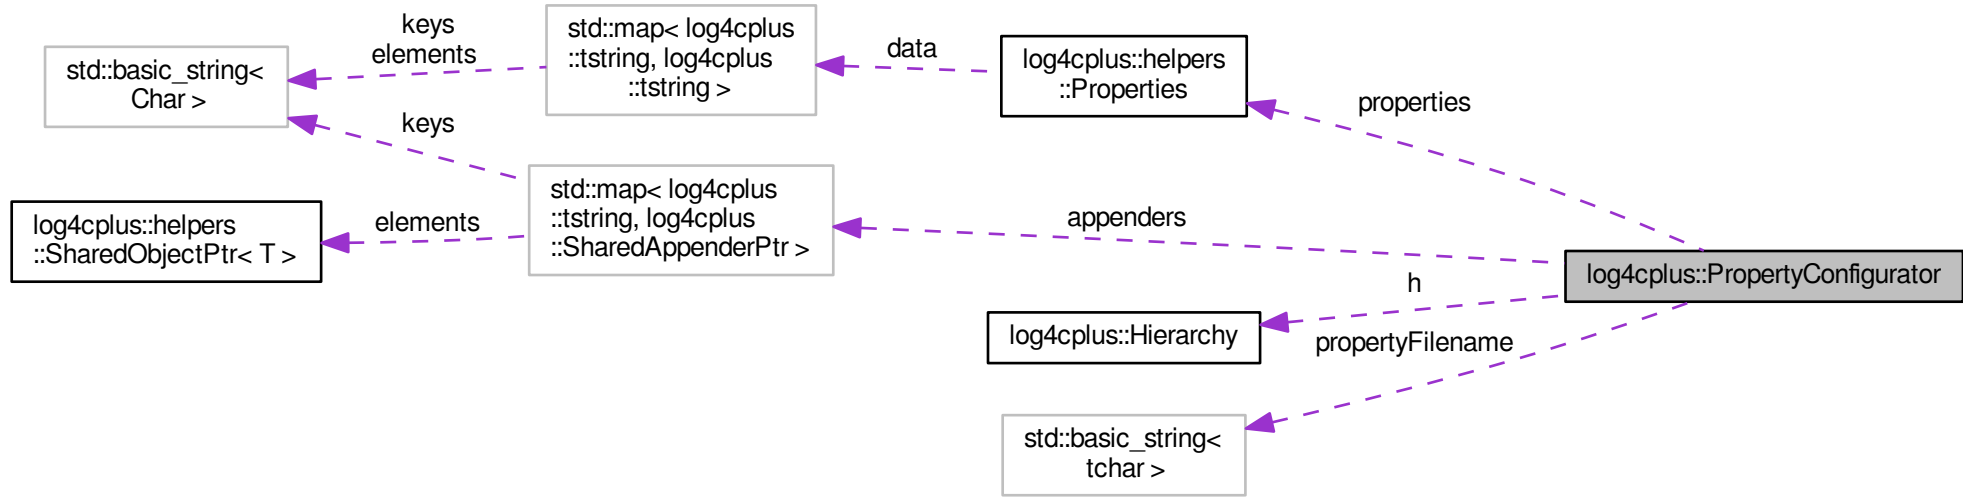 keys
elements
std::basic_string<
Char >
keys
std::map< log4cplus
::tstring, log4cplus
::tstring >
data
log4cplus::helpers
::Properties
properties
log4cplus::helpers
::SharedObjectPtr< T >
elements
std::map< log4cplus
::tstring, log4cplus
::SharedAppenderPtr >
appenders
log4cplus::PropertyConfigurator
h
log4cplus::Hierarchy
propertyFilename
std::basic_string<
tchar >